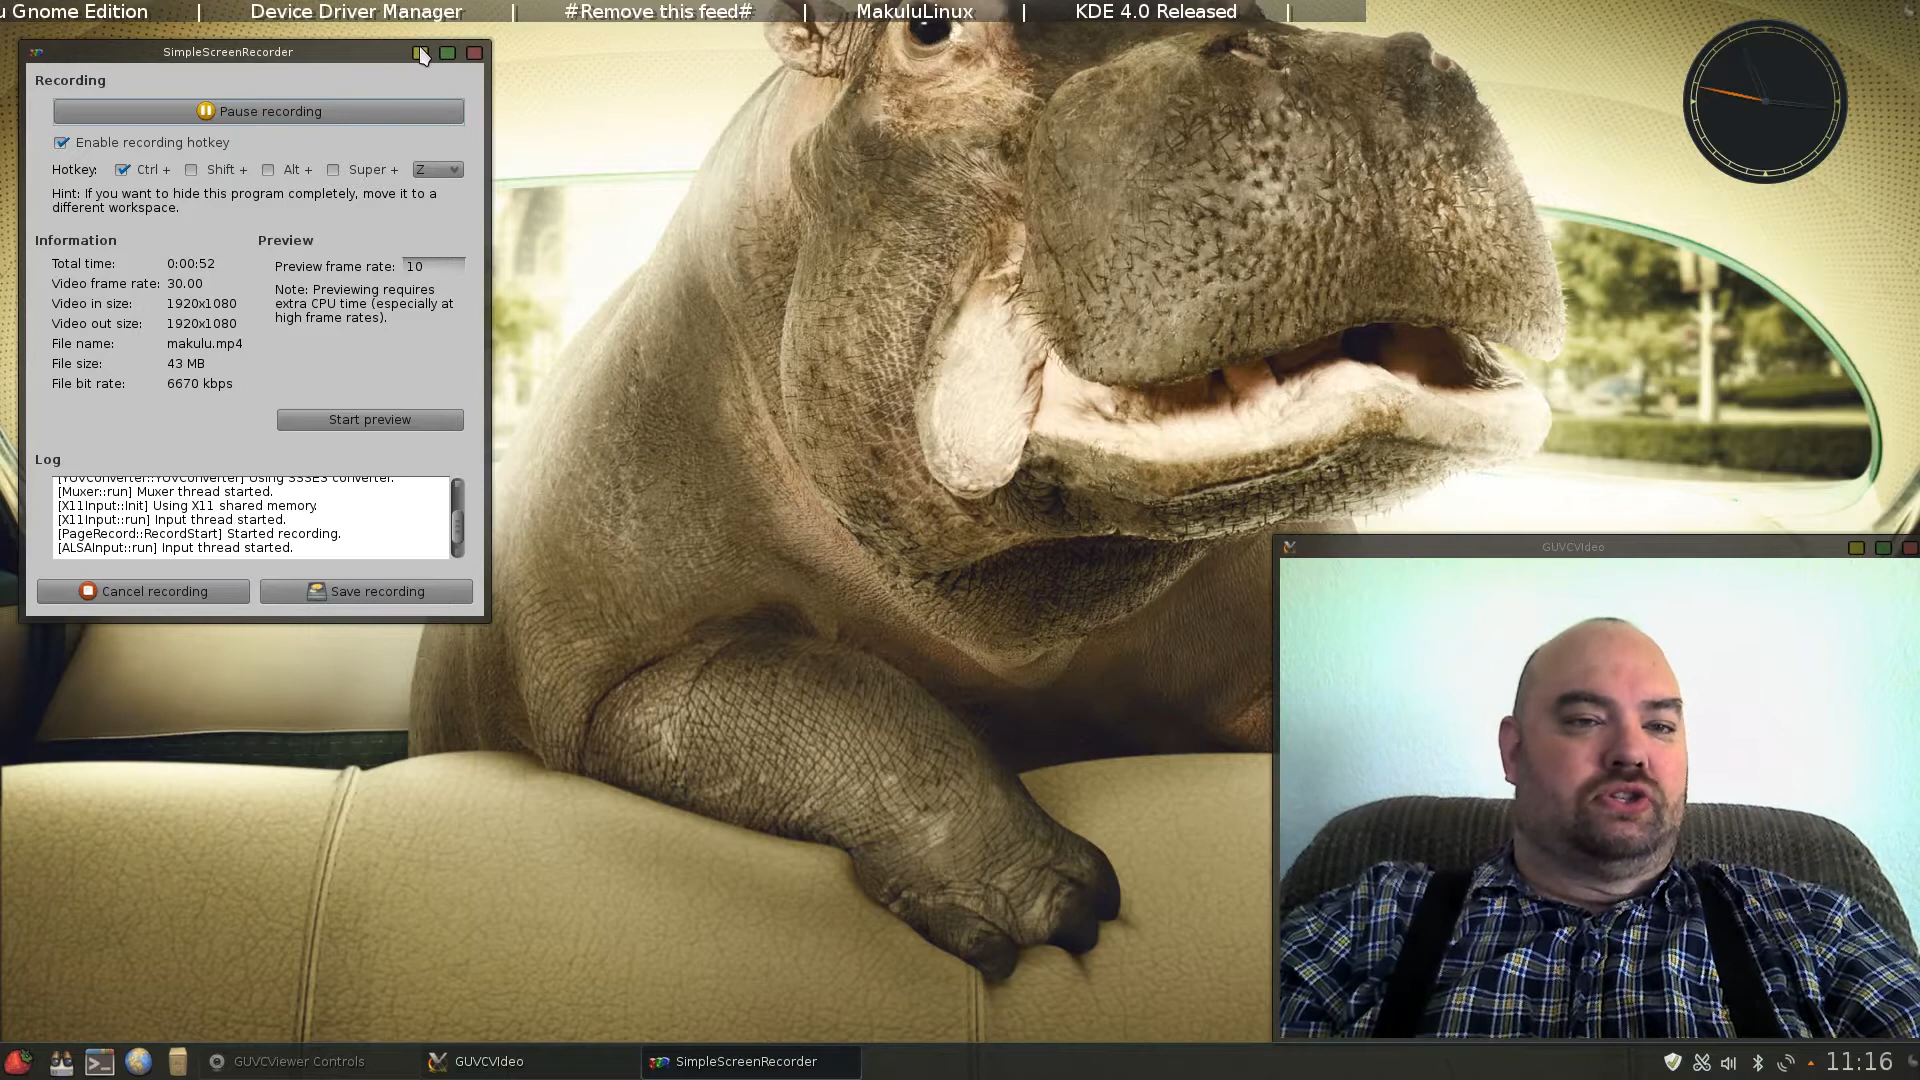 u Gnome Edition | Device Driver Manager | #Remove this feed# | MakuluLinux | KDE 4.0 Released |
SimpleScreenRecorder
Recording
Pause recording
Enable recording hotkey
Hotkey: Ctrl + Shift + Alt + Super + Z
Hint: If you want to hide this program completely, move it to a
different workspace.
Information
Total time: 0:00:52
Video frame rate: 30.00
Video in size: 1920x1080
Video out size: 1920x1080
File name: makulu.mp4
File size: 43 MB
File bit rate: 6670 kbps
Preview
Preview frame rate: 10
Note: Previewing requires
extra CPU time (especially at
high frame rates).
Start preview
Log
[YUVConverter::YUVConverter] Using SSSE3 converter.
[Muxer::run] Muxer thread started.
[X11Input::Init] Using X11 shared memory.
[X11Input::run] Input thread started.
[PageRecord::RecordStart] Started recording.
[ALSAInput::run] Input thread started.
Cancel recording
Save recording
GUVCVIdeo
GUVCViewer Controls
GUVCVIdeo
SimpleScreenRecorder
11:16